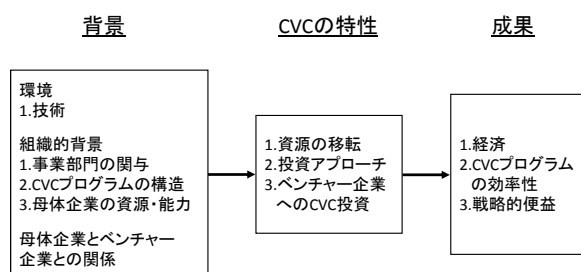 背景
環境
1.技術
組織的背景
1.事業部門の関与
2.CVCプログラムの構造
3.母体企業の資源・能力
母体企業とベンチャー
企業との関係
CVCの特性
1.資源の移転
2.投資アプローチ
3.ベンチャー企業
へのCVC投資
成果
1.経済
2.CVCプログラム
の効率性
3.戦略的便益